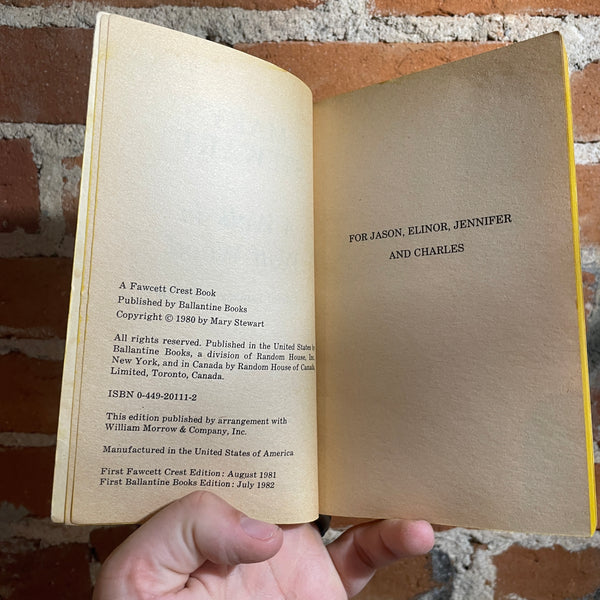 A Fawcett Crest Book
Published by Ballantine Books
Copyright © 1980 by Mary Stewart
All rights reserved. Published in the United States by
Ballantine Books, a division of Random House, Inc.
New York, and in Canada by Random House of Canada
Limited, Toronto, Canada.
ISBN 0-449-20111-2
This edition published by arrangement with
William Morrow & Company, Inc.
Manufactured in the United States of America
First Fawcett Crest Edition: August 1981
First Ballantine Books Edition: July 1982
FOR JASON, ELINOR, JENNIFER
AND CHARLES